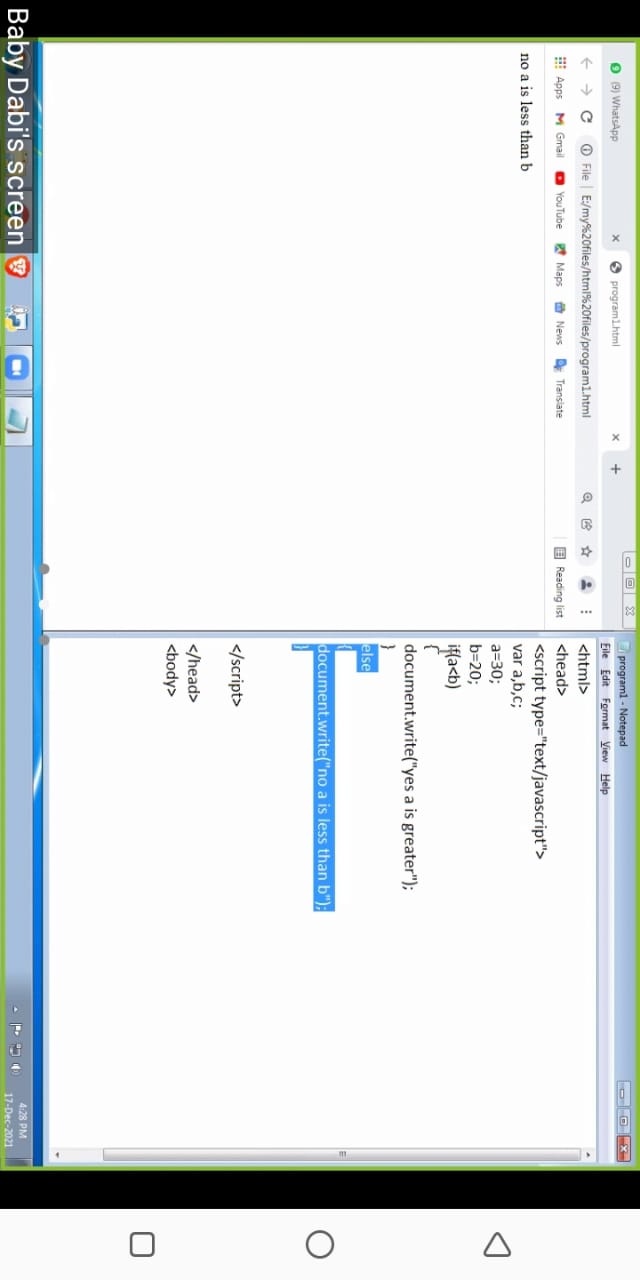 (9) WhatsApp
program1.html
File | E:/my%20files/html%20files/program1.html
Apps Gmail YouTube Maps News Translate Reading list
no a is less than b
program1 - Notepad
File Edit Format View Help
<html>
<head>
<script type="text/javascript">
var a,b,c;
a=30;
b=20;
if(a<b)
{
document.write("yes a is greater");
}
else
{
document.write("no a is less than b");
}
</script>
</head>
<body>
4:28 PM
17-Dec-2021
Baby Dabi's screen